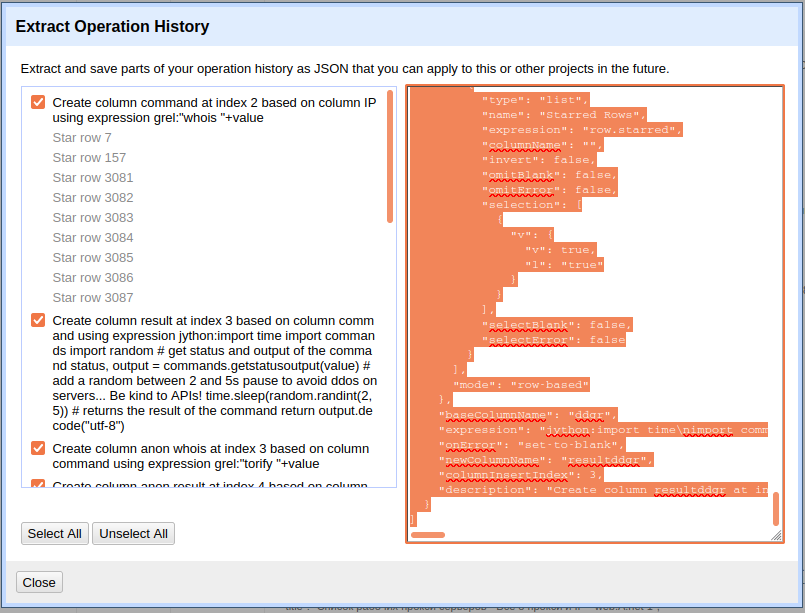 Extract Operation History
Extract and save parts of your operation history as JSON that you can apply to this or other projects in the future.
Create column command at index 2 based on column IP
using expression grel:"whois "+value
Star row 7
Star row 157
Star row 3081
Star row 3082
Star row 3083
Star row 3084
Star row 3085
Star row 3086
Star row 3087
Create column result at index 3 based on column comm
and using expression jython:import time import comman
ds import random # get status and output of the comma
nd status, output = commands.getstatusoutput(value) #
add a random between 2 and 5s pause to avoid ddos on
servers... Be kind to APIs! time.sleep(random.randint(2,
5)) # returns the result of the command return output.de
code("utf-8")
Create column anon whois at index 3 based on column
command using expression grel:"torify "+value
Create column anon result at index 4 based on column
"type": "list",
"name": "Starred Rows",
"expression": "row.starred",
"columnName": "",
"invert": false,
"omitBlank": false,
"omitError": false,
"selection": [
{
"v": {
"v": true,
"l": "true"
}
}
],
"selectBlank": false,
"selectError": false
}
],
"mode": "row-based"
},
"baseColumnName": "ddgr",
"expression": "jython:import time\nimport comm
"onError": "set-to-blank",
"newColumnName": "resultddgr",
"columnInsertIndex": 3,
"description": "Create column resultddgr at in
}
]
Select All
Unselect All
Close